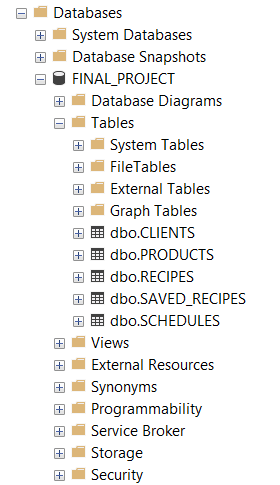 Databases
System Databases
Database Snapshots
FINAL_PROJECT
Database Diagrams
Tables
System Tables
FileTables
External Tables
Graph Tables
dbo.CLIENTS
dbo.PRODUCTS
dbo.RECIPES
dbo.SAVED_RECIPES
dbo.SCHEDULES
Views
External Resources
Synonyms
Programmability
Service Broker
Storage
Security